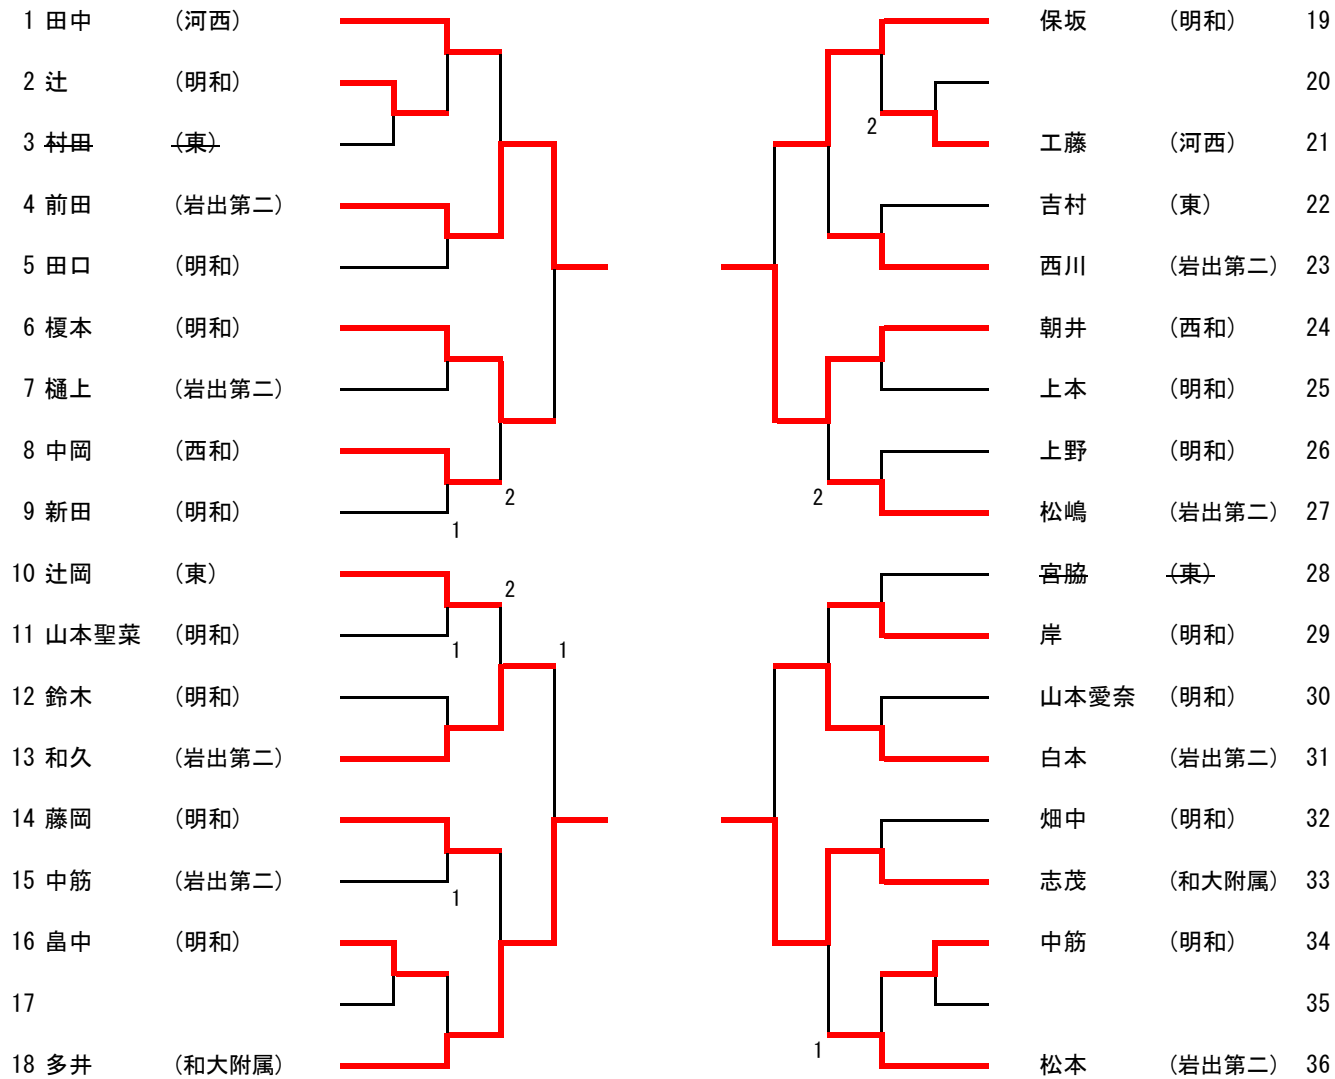 1 田中 (河西)
2 辻 (明和)
3 村田 (東)
4 前田 (岩出第二)
5 田口 (明和)
6 榎本 (明和)
7 樋上 (岩出第二)
8 中岡 (西和)
2
9 新田 (明和)
1
10 辻岡 (東)
2
11 山本聖菜 (明和)
1
1
12 鈴木 (明和)
13 和久 (岩出第二)
14 藤岡 (明和)
15 中筋 (岩出第二)
1
16 畠中 (明和)
17
18 多井 (和大附属)
保坂 (明和) 19
20
2
工藤 (河西) 21
吉村 (東) 22
西川 (岩出第二) 23
朝井 (西和) 24
上本 (明和) 25
上野 (明和) 26
2
松嶋 (岩出第二) 27
宮脇 (東) 28
岸 (明和) 29
山本愛奈 (明和) 30
白本 (岩出第二) 31
畑中 (明和) 32
志茂 (和大附属) 33
中筋 (明和) 34
35
1
松本 (岩出第二) 36